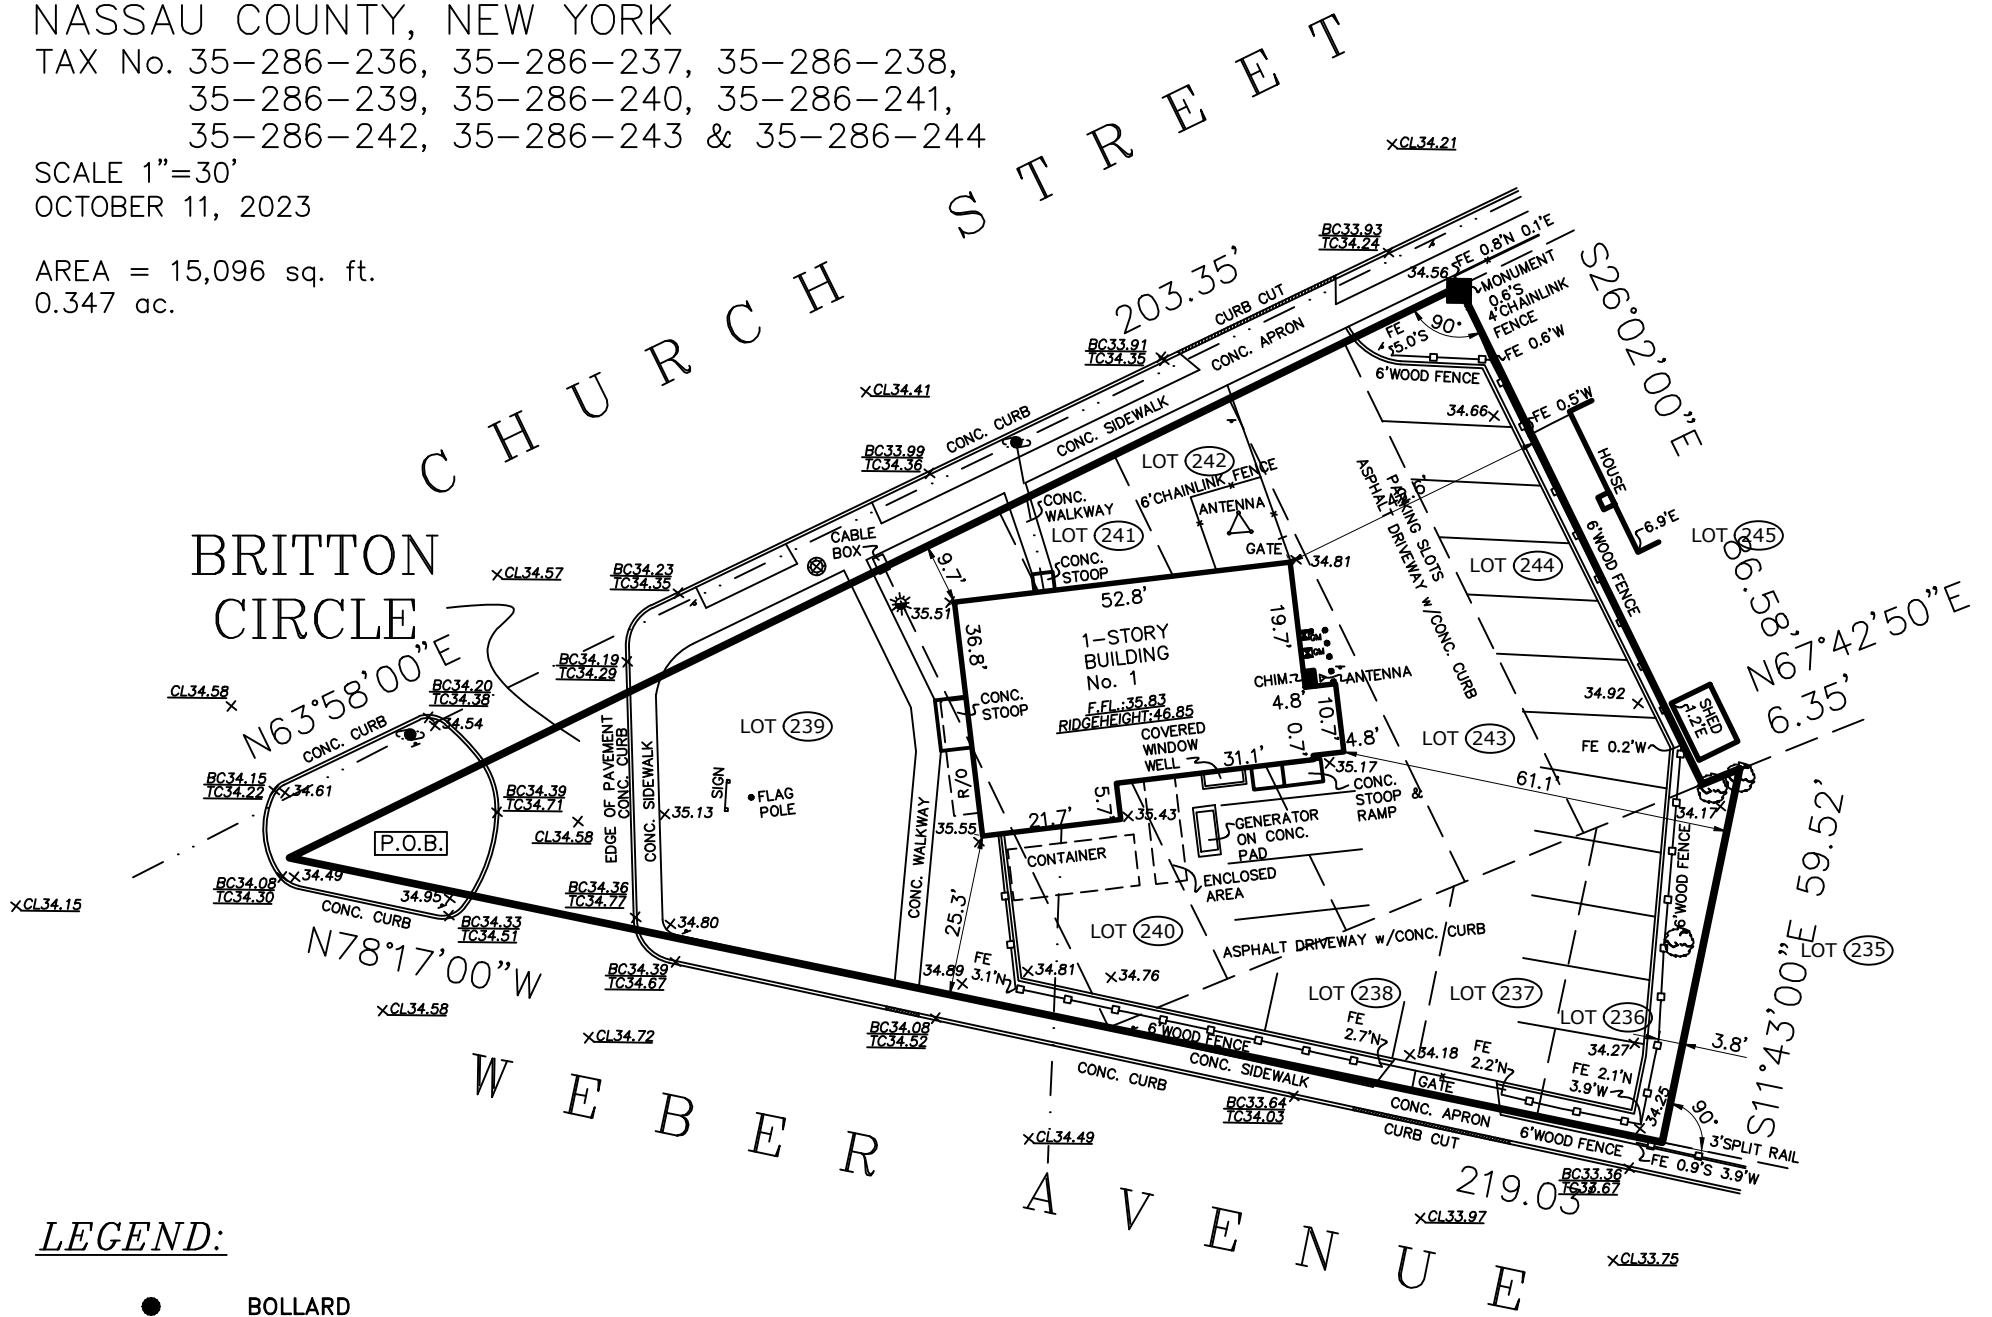 NASSAU COUNTY, NEW YORK
TAX No. 35-286-236, 35-286-237, 35-286-238,
35-286-239, 35-286-240, 35-286-241,
35-286-242, 35-286-243 & 35-286-244
SCALE 1"=30'
OCTOBER 11, 2023
AREA = 15,096 sq. ft.
0.347 ac.
CHURCH STREET
CL34.21
BC33.93
TC34.24
FE 0.8'N 0.1'E
34.56
MONUMENT
0.6'S
4'CHAINLINK
FENCE
FE 0.6'W
S26°02'00"E
86.58'
203.35'
CURB CUT
CONC. APRON
90°
FE
5.0'S
6'WOOD FENCE
BC33.91
TC34.35
CL34.41
CONC. CURB
CONC. SIDEWALK
34.66
FE 0.5'W
HOUSE
6.9'E
LOT 245
BC33.99
TC34.36
LOT 242
6'CHAINLINK FENCE
ANTENNA
GATE
34.81
CONC.
WALKWAY
LOT 241
CONC.
STOOP
CABLE
BOX
PARKING SLOTS
ASPHALT DRIVEWAY w/CONC. CURB
LOT 244
6'WOOD FENCE
BRITTON
CIRCLE
CL34.57
BC34.23
TC34.35
9.7'
35.51
52.8'
36.8'
19.7'
1-STORY
BUILDING
No. 1
F.FL.:35.83
RIDGEHEIGHT:46.85
GM
GM
CHIM.
ANTENNA
4.8'
10.7'
0.7'
4.8'
COVERED
WINDOW
WELL
31.1'
35.17
CONC.
STOOP &
RAMP
61.1'
34.92
SHED
1.2'E
FE 0.2'W
N67°42'50"E
6.35'
34.17
LOT 243
N63°58'00"E
BC34.19
TC34.29
BC34.20
TC34.38
34.54
CL34.58
CONC. CURB
BC34.15
TC34.22
34.61
BC34.39
TC34.71
CL34.58
P.O.B.
EDGE OF PAVEMENT
CONC. CURB
CONC. SIDEWALK
LOT 239
SIGN
FLAG
POLE
35.13
CONC.
STOOP
R/O
CONC. WALKWAY
35.55
21.7'
5.7'
35.43
GENERATOR
ON CONC.
PAD
CONTAINER
ENCLOSED
AREA
25.3'
LOT 240
ASPHALT DRIVEWAY w/CONC. CURB
6'WOOD FENCE
6'WOOD FENCE
LOT 235
S11°43'00"E 59.52'
BC34.08
TC34.30
34.49
34.95
CONC. CURB
BC34.33
TC34.51
BC34.36
TC34.77
34.80
CL34.15
N78°17'00"W
BC34.39
TC34.67
34.89
FE
3.1'N
34.81
34.76
LOT 238
LOT 237
LOT 236
FE
2.7'N
34.18
FE
2.2'N
34.27
FE 2.1'N
3.9'W
3.8'
34.25
90°
CL34.58
CL34.72
BC34.08
TC34.52
6'WOOD FENCE
CONC. SIDEWALK
CONC. CURB
GATE
CONC. APRON
CURB CUT
6'WOOD FENCE
3'SPLIT RAIL
FE 0.9'S 3.9'W
BC33.64
TC34.03
BC33.36
TC33.67
219.03'
CL34.49
CL33.97
CL33.75
WEBER AVENUE
LEGEND:
BOLLARD